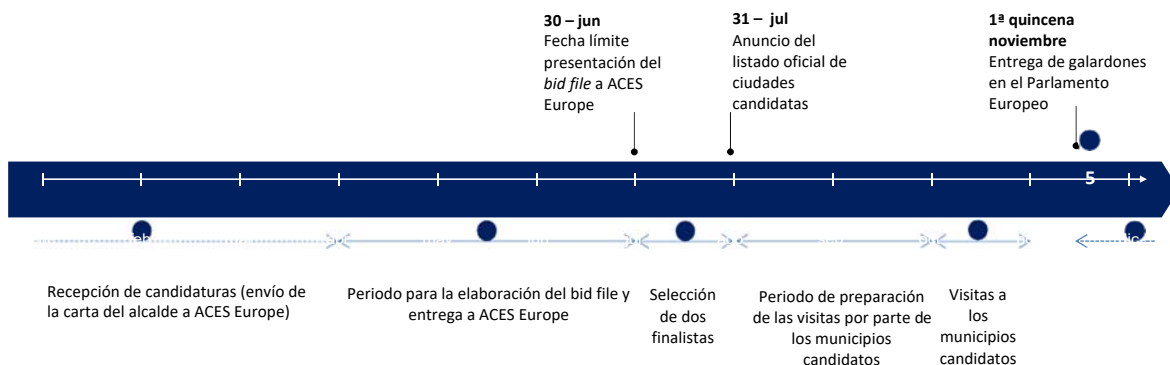 30 – jun
Fecha límite
presentación del
bid file a ACES
Europe
31 – jul
Anuncio del
listado oficial de
ciudades
candidatas
1ª quincena
noviembre
Entrega de galardones
en el Parlamento
Europeo
5
Recepción de candidaturas (envío de
la carta del alcalde a ACES Europe)
Periodo para la elaboración del bid file y
entrega a ACES Europe
Selección
de dos
finalistas
Periodo de preparación
de las visitas por parte de
los municipios
candidatos
Visitas a
los
municipios
candidatos